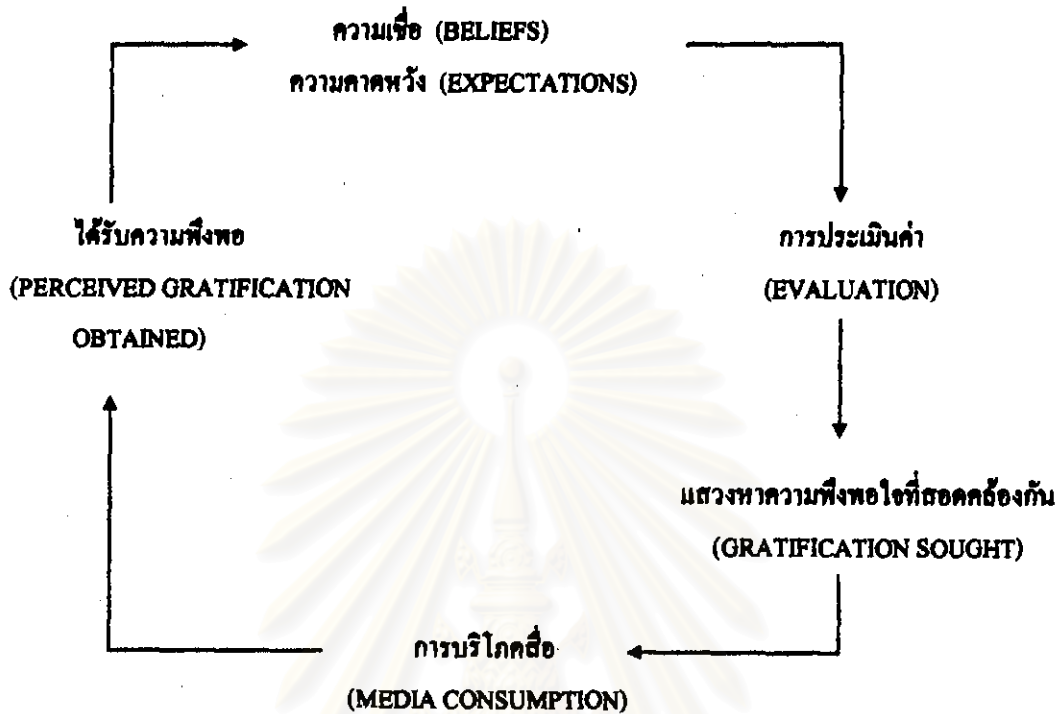 ความเชื่อ (BELIEFS)
ความคาดหวัง (EXPECTATIONS)
ได้รับความพึงพอ
(PERCEIVED GRATIFICATION
OBTAINED)
การประเมินค่า
(EVALUATION)
แสวงหาความพึงพอใจที่สอดคล้องกัน
(GRATIFICATION SOUGHT)
การบริโภคสื่อ
(MEDIA CONSUMPTION)